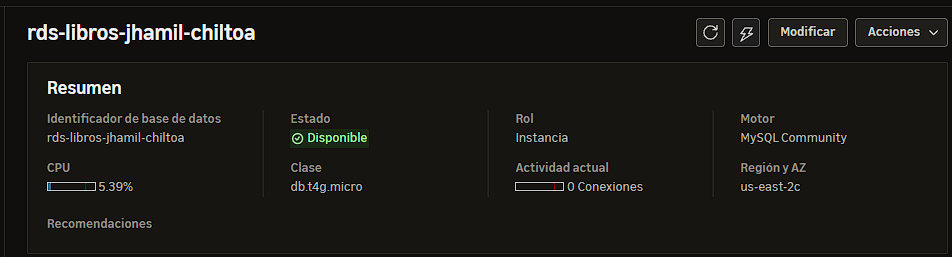 rds-libros-jhamil-chiltoa
Modificar
Acciones
Resumen
Identificador de base de datos
rds-libros-jhamil-chiltoa
Estado
Disponible
Rol
Instancia
Motor
MySQL Community
CPU
5.39%
Clase
db.t4g.micro
Actividad actual
0 Conexiones
Región y AZ
us-east-2c
Recomendaciones